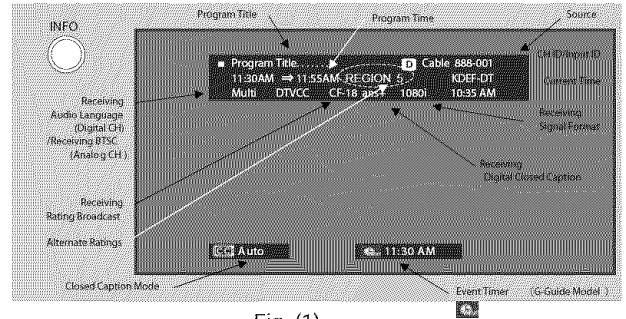 Program Title
Program Time
Source
INFO
Program Title......
D Cable 888-001
CH ID/Input ID
11:30AM ⇒ 11:55AM REGION 5
KDEF-DT
Current Time
Multi DTVCC CF-18 ans+ 1080i 10:35 AM
Receiving
Audio Language
(Digital CH)
/Receiving BTSC
(Analog CH)
Receiving
Signal Format
Receiving
Digital Closed Caption
Receiving
Rating Broadcast
Alternate Ratings
CC Auto
11:30 AM
Closed Caption Mode
Event Timer (G-Guide Model)
Fig. (1)